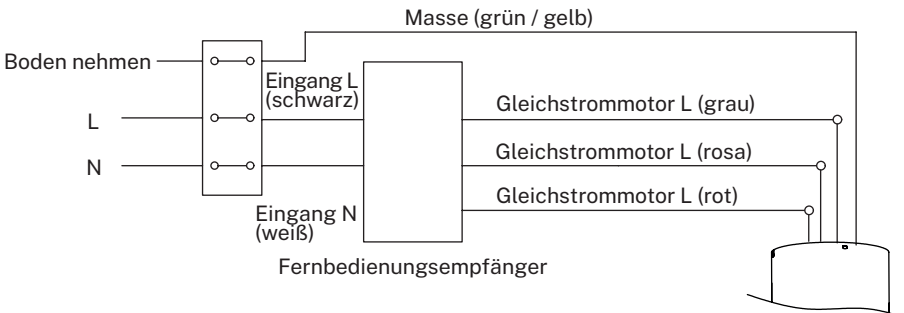 Masse (grün / gelb)
Boden nehmen
Eingang L
(schwarz)
L
Gleichstrommotor L (grau)
N
Gleichstrommotor L (rosa)
Gleichstrommotor L (rot)
Eingang N
(weiß)
Fernbedienungsempfänger